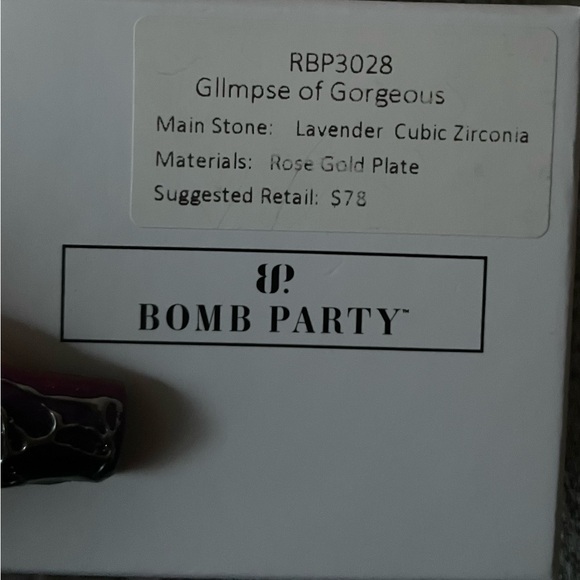 RBP3028
Glimpse of Gorgeous
Main Stone: Lavender Cubic Zirconia
Materials: Rose Gold Plate
Suggested Retail: $78
BP.
BOMB PARTY™